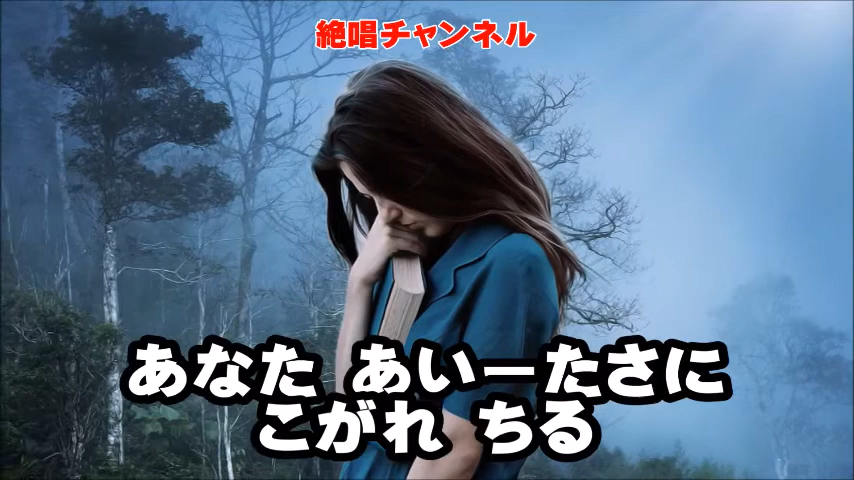 絶唱チャンネル
あなた あいーたさに
こがれ ちる